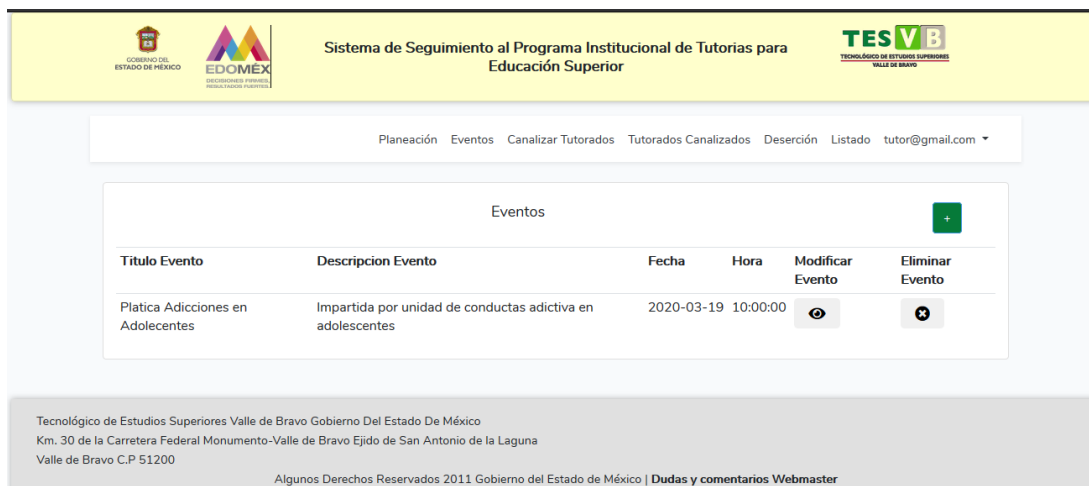 GOBIERNO DEL
ESTADO DE MÉXICO
EDOMÉX
DECISIONES FIRMES,
RESULTADOS FUERTES.
Sistema de Seguimiento al Programa Institucional de Tutorias para
Educación Superior
TESVB
TECNOLÓGICO DE ESTUDIOS SUPERIORES
VALLE DE BRAVO
Planeación Eventos Canalizar Tutorados Tutorados Canalizados Deserción Listado tutor@gmail.com
Eventos
+
Titulo Evento Descripcion Evento Fecha Hora Modificar Eliminar
Evento Evento
Platica Adicciones en Impartida por unidad de conductas adictiva en 2020-03-19 10:00:00
Adolecentes adolescentes
Tecnológico de Estudios Superiores Valle de Bravo Gobierno Del Estado De México
Km. 30 de la Carretera Federal Monumento-Valle de Bravo Ejido de San Antonio de la Laguna
Valle de Bravo C.P 51200
Algunos Derechos Reservados 2011 Gobierno del Estado de México | Dudas y comentarios Webmaster